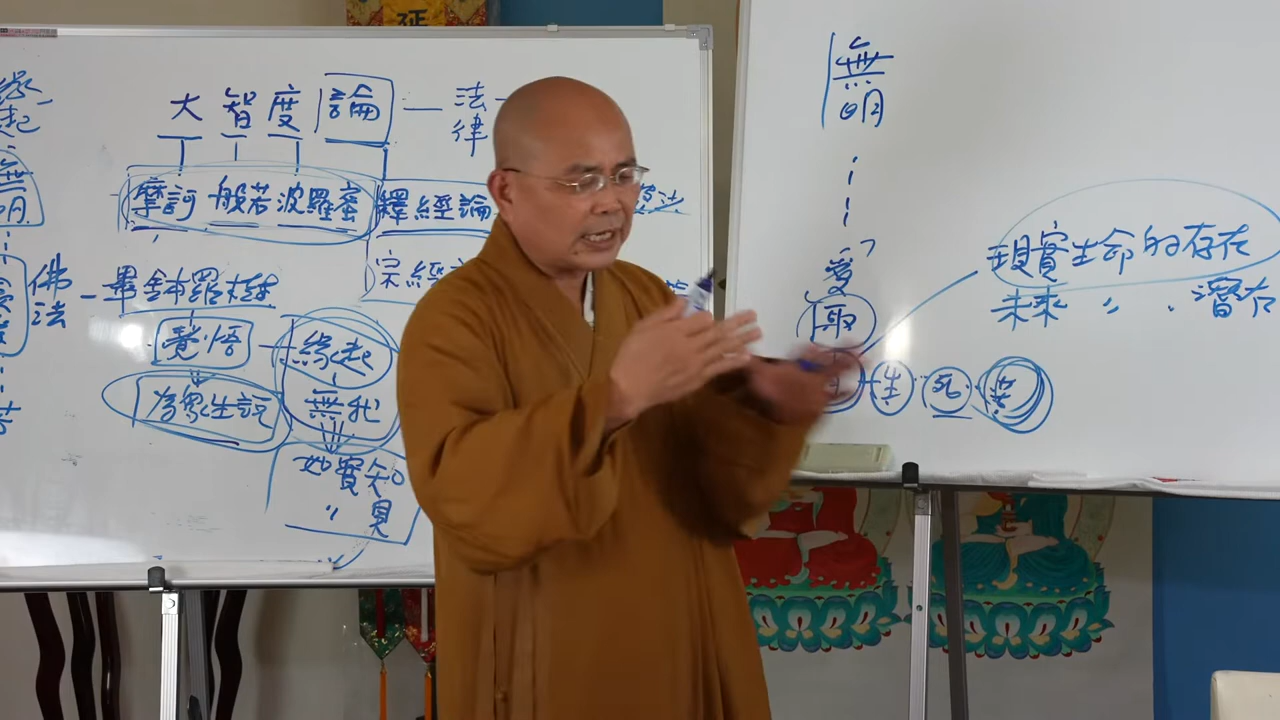 延
緣起
無明
大智度論 — 法律
摩訶般若波羅蜜 釋經論
宗經
佛法 - 畢鉢羅樹
覺悟 - 緣起
為眾生說 無我
如實知
〃見
苦
無明
愛
取
生 死 苦
現實生命的存在
未來 〃 . 潛在